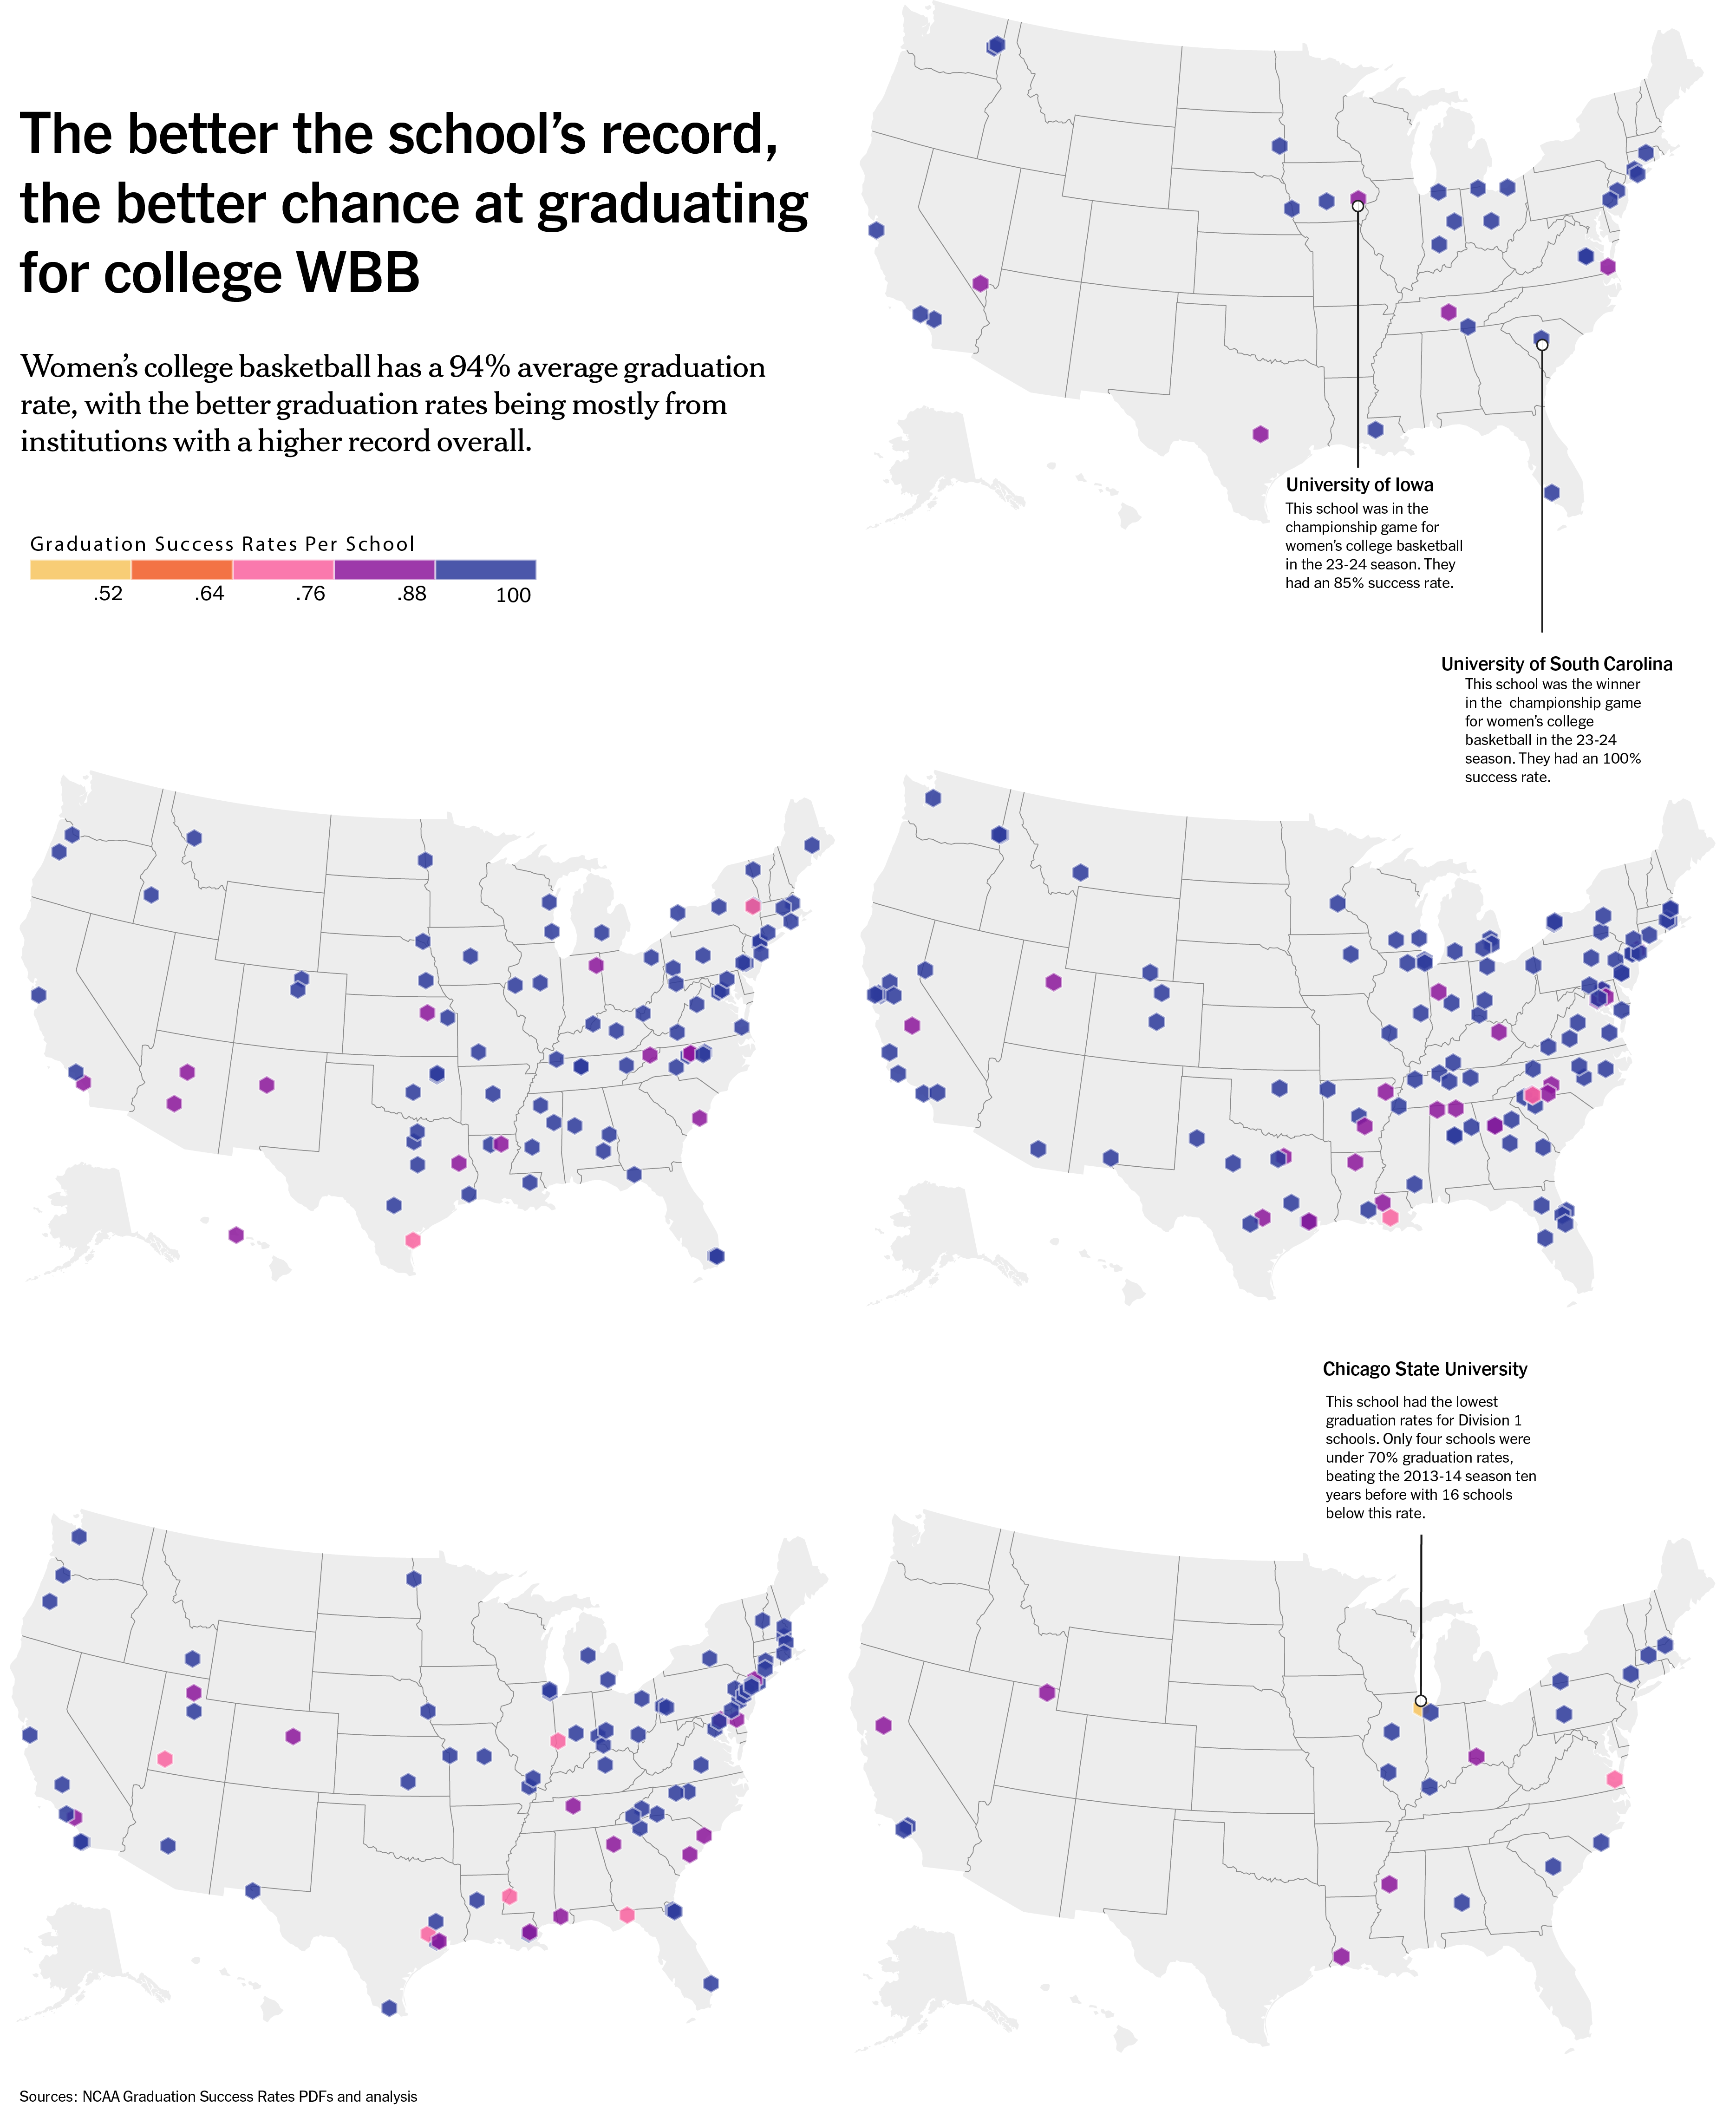 The better the school’s record,
the better chance at graduating
for college WBB
Women’s college basketball has a 94% average graduation
rate, with the better graduation rates being mostly from
institutions with a higher record overall.
Graduation Success Rates Per School
.52 .64 .76 .88 100
University of Iowa
This school was in the
championship game for
women’s college basketball
in the 23-24 season. They
had an 85% success rate.
University of South Carolina
This school was the winner
in the championship game
for women’s college
basketball in the 23-24
season. They had an 100%
success rate.
Chicago State University
This school had the lowest
graduation rates for Division 1
schools. Only four schools were
under 70% graduation rates,
beating the 2013-14 season ten
years before with 16 schools
below this rate.
Sources: NCAA Graduation Success Rates PDFs and analysis